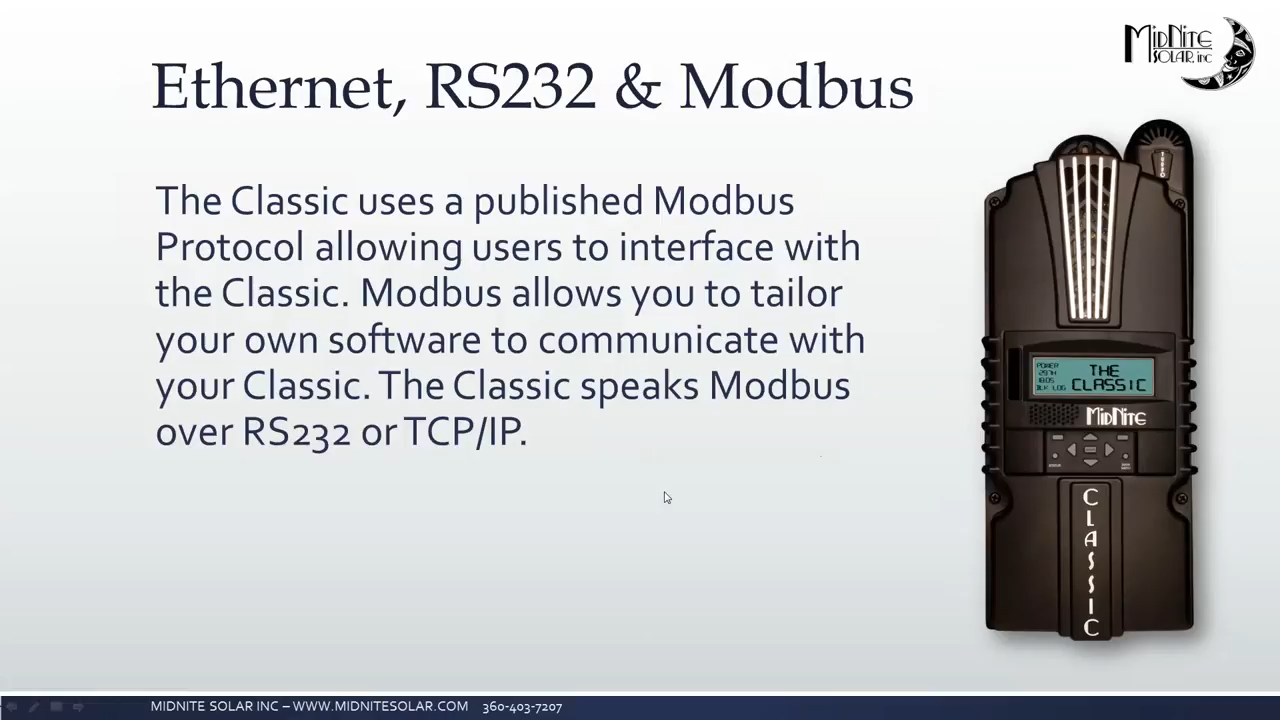 MIDNITE
SOLAR, INC
Ethernet, RS232 & Modbus
The Classic uses a published Modbus
Protocol allowing users to interface with
the Classic. Modbus allows you to tailor
your own software to communicate with
your Classic. The Classic speaks Modbus
over RS232 or TCP/IP.
TURBO
POWER
THE
CLASSIC
MIDNITE
CLASSIC
MIDNITE SOLAR INC – WWW.MIDNITESOLAR.COM 360-403-7207